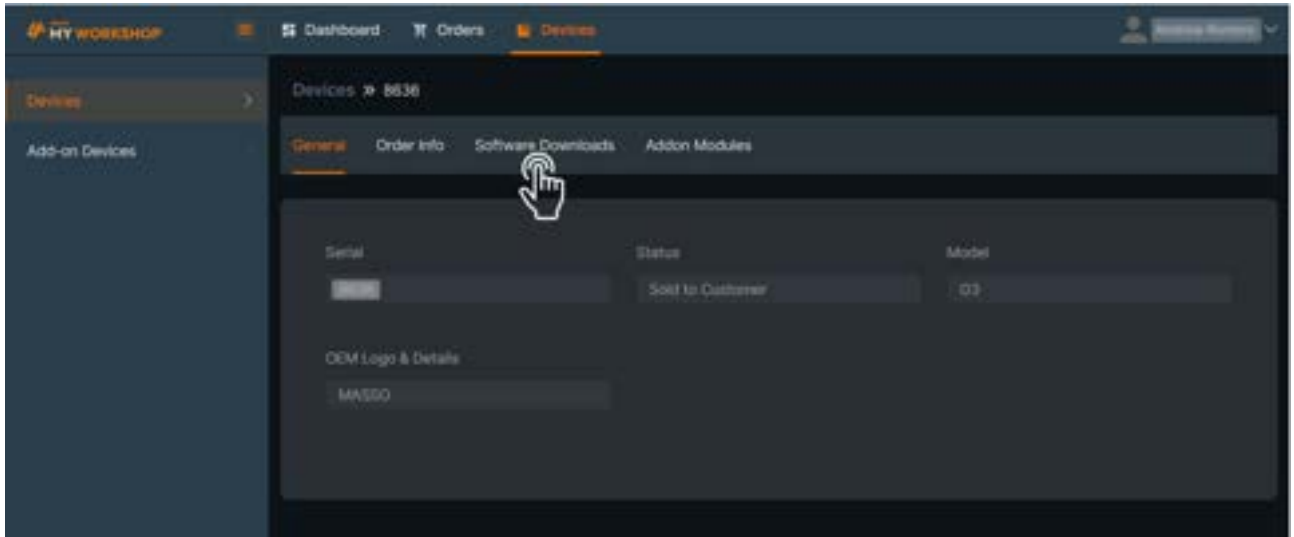 MY WORKSHOP
Dashboard Orders Devices
Devices
Add-on Devices
Devices » 8636
General Order Info Software Downloads Addon Modules
Serial Status Model
Sold to Customer G3
OEM Logo & Details
MASSO